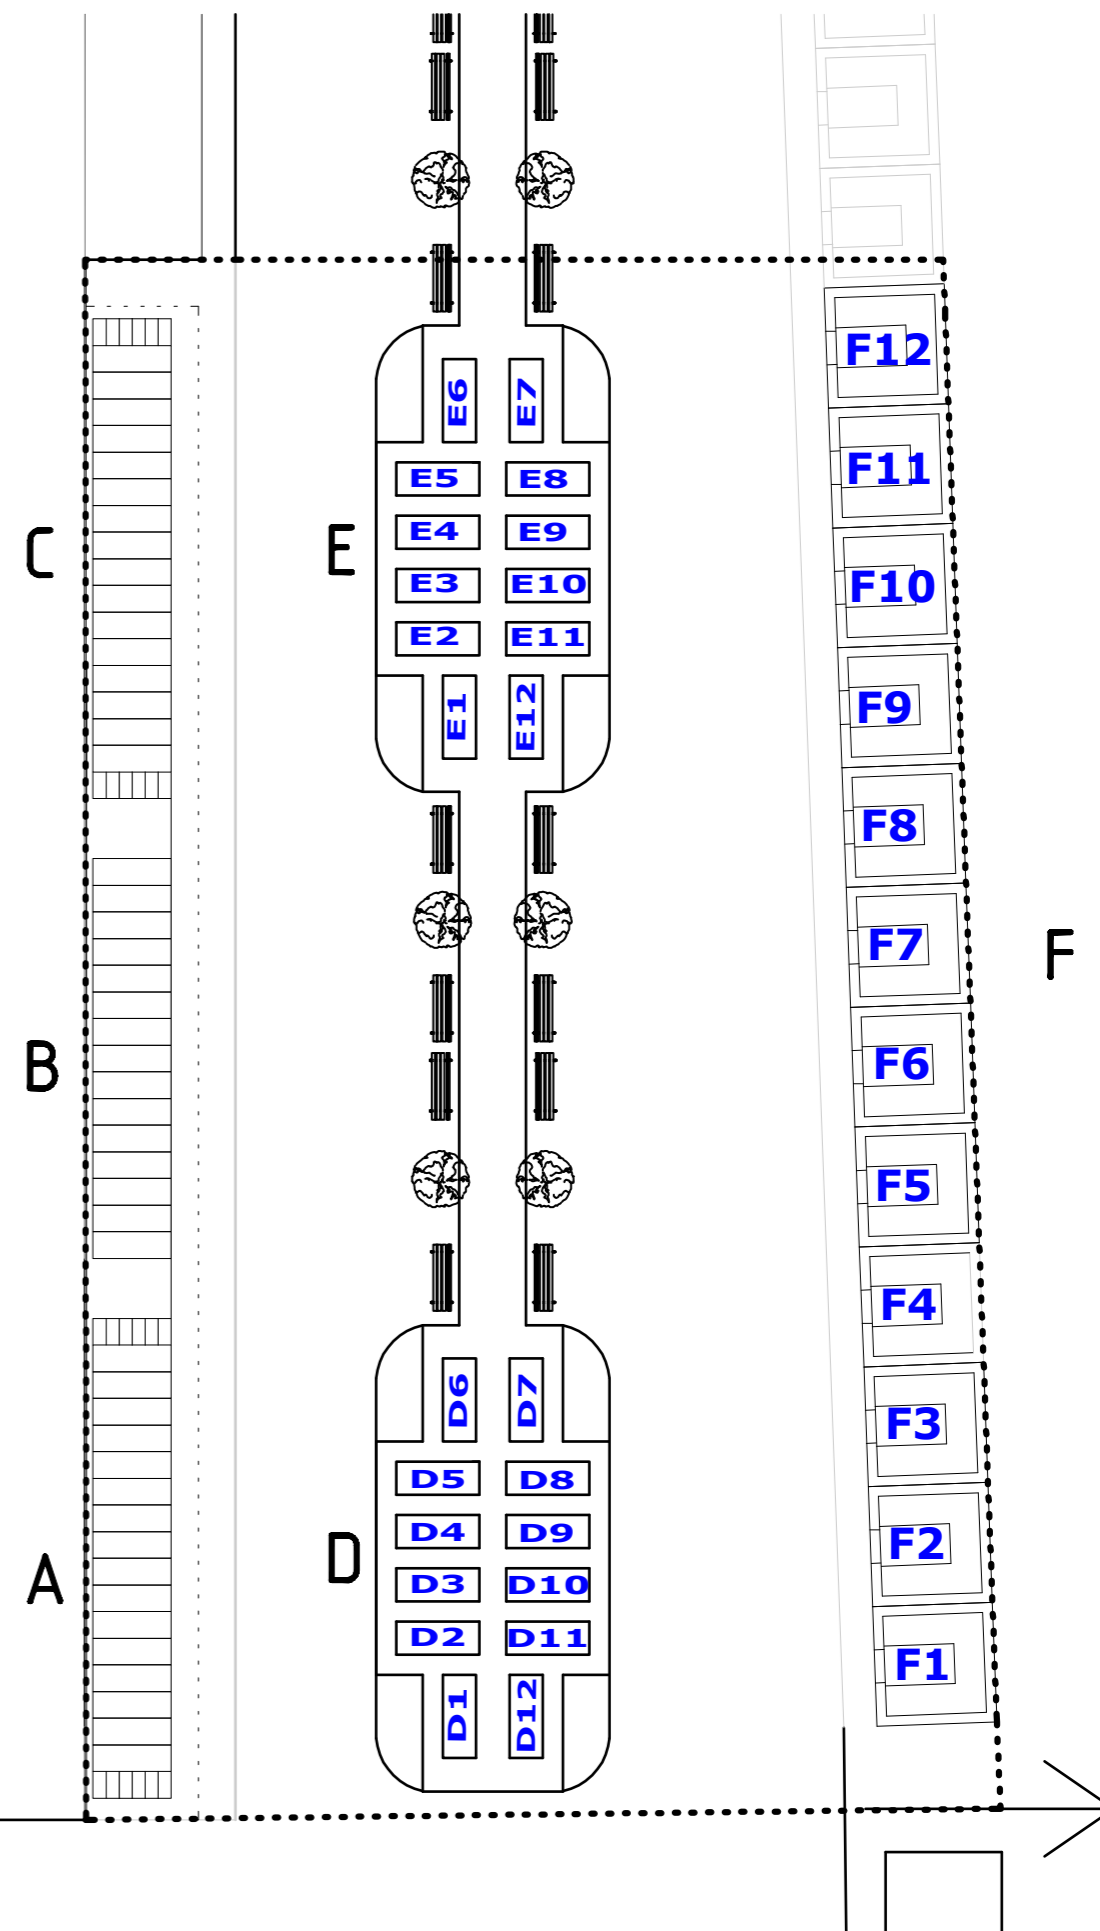 F12
E6 E7
E5 E8 F11
C E E4 E9
E3 E10 F10
E2 E11
E1 E12 F9
F8
F7 F
B F6
F5
F4
D6 D7 F3
D5 D8
D D4 D9 F2
A D3 D10
D2 D11 F1
D1 D12